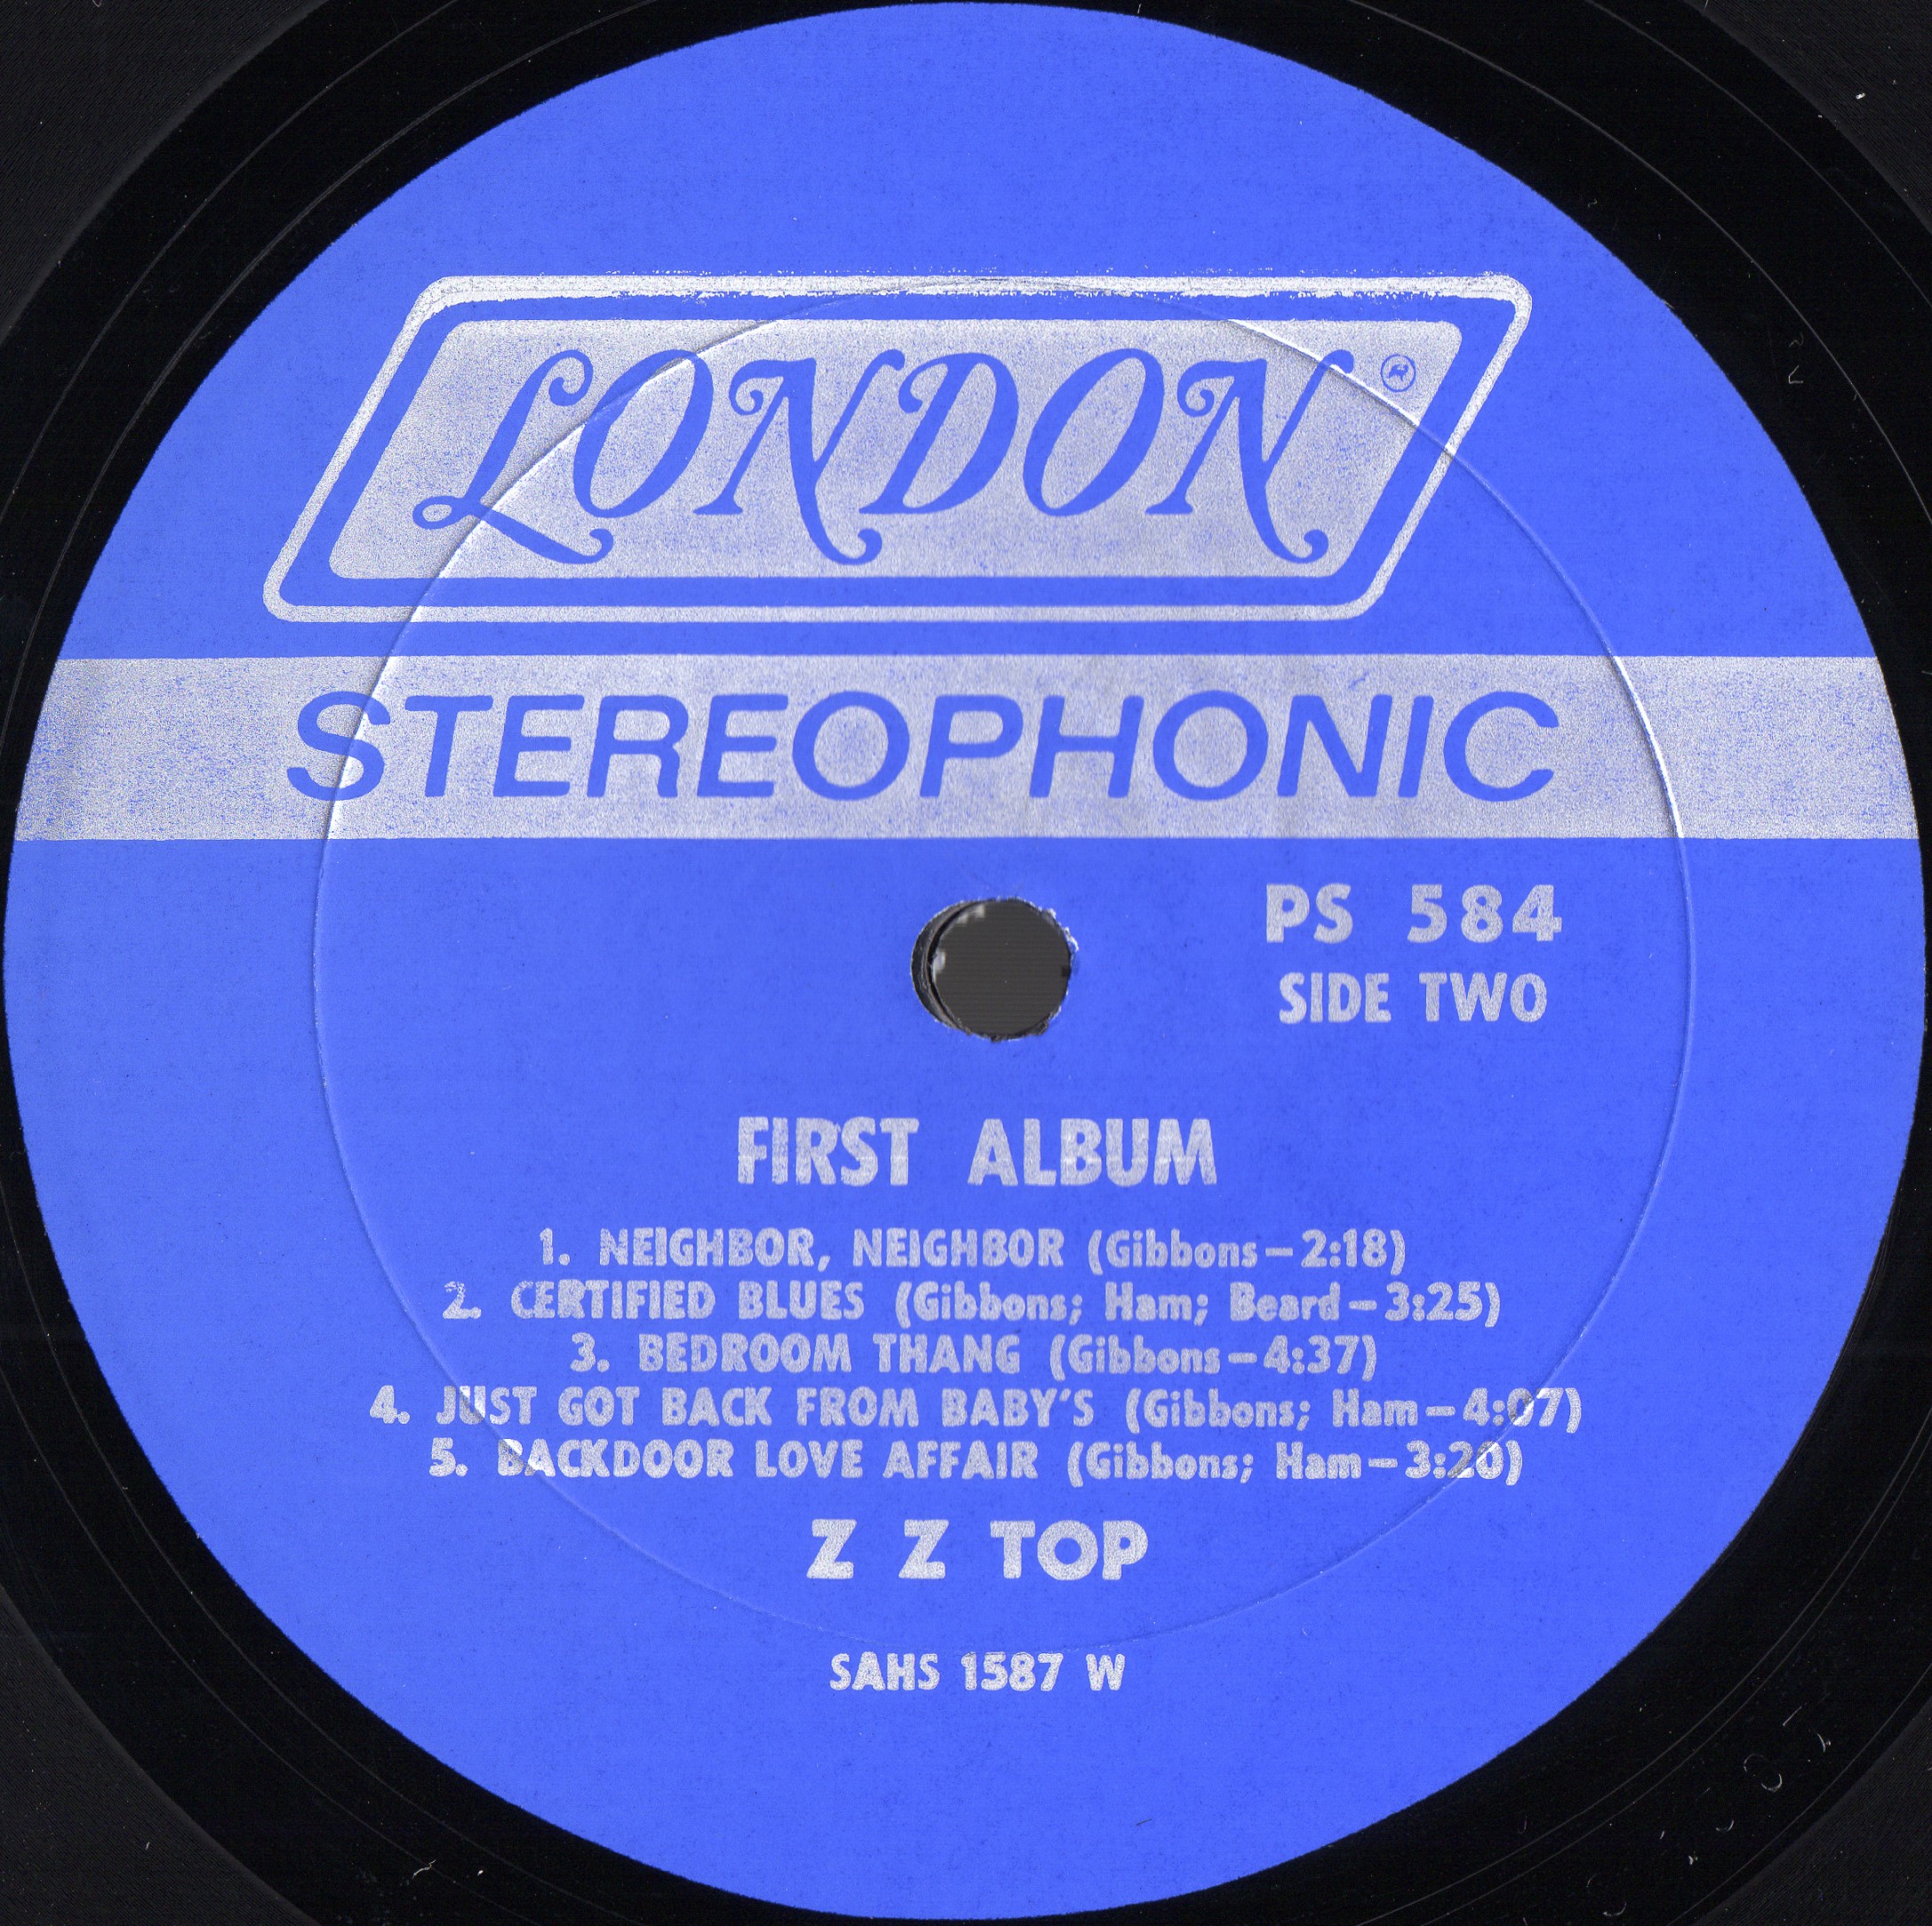 LONDON
STEREOPHONIC
PS 584
SIDE TWO
FIRST ALBUM
1. NEIGHBOR, NEIGHBOR (Gibbons–2:18)
2. CERTIFIED BLUES (Gibbons; Ham; Beard–3:25)
3. BEDROOM THANG (Gibbons–4:37)
4. JUST GOT BACK FROM BABY'S (Gibbons; Ham–4:07)
5. BACKDOOR LOVE AFFAIR (Gibbons; Ham–3:20)
Z Z TOP
SAHS 1587 W